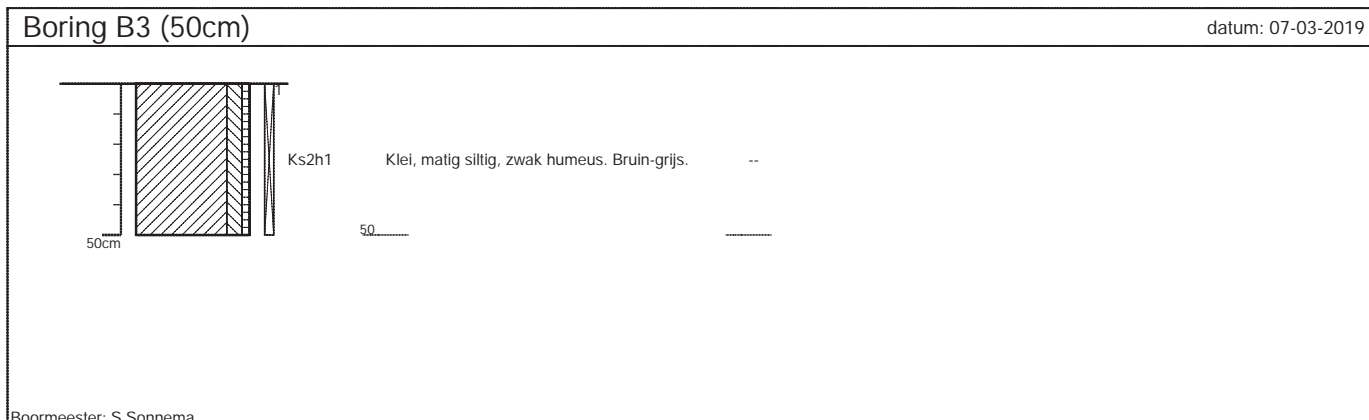 Boring B3 (50cm)
datum: 07-03-2019
1
Ks2h1 Klei, matig siltig, zwak humeus. Bruin-grijs. --
50
50cm
Boormeester: S.Sonnema